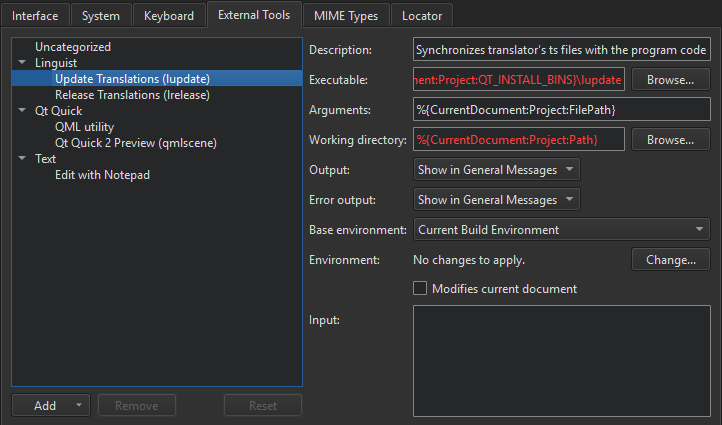 Interface System Keyboard External Tools MIME Types Locator
Uncategorized
Linguist
Update Translations (lupdate)
Release Translations (lrelease)
Qt Quick
QML utility
Qt Quick 2 Preview (qmlscene)
Text
Edit with Notepad
Add Remove Reset
Description: Synchronizes translator's ts files with the program code
Executable: nent:Project:QT_INSTALL_BINS}\lupdate Browse...
Arguments: %{CurrentDocument:Project:FilePath}
Working directory: %{CurrentDocument:Project:Path} Browse...
Output: Show in General Messages
Error output: Show in General Messages
Base environment: Current Build Environment
Environment: No changes to apply. Change...
Modifies current document
Input: